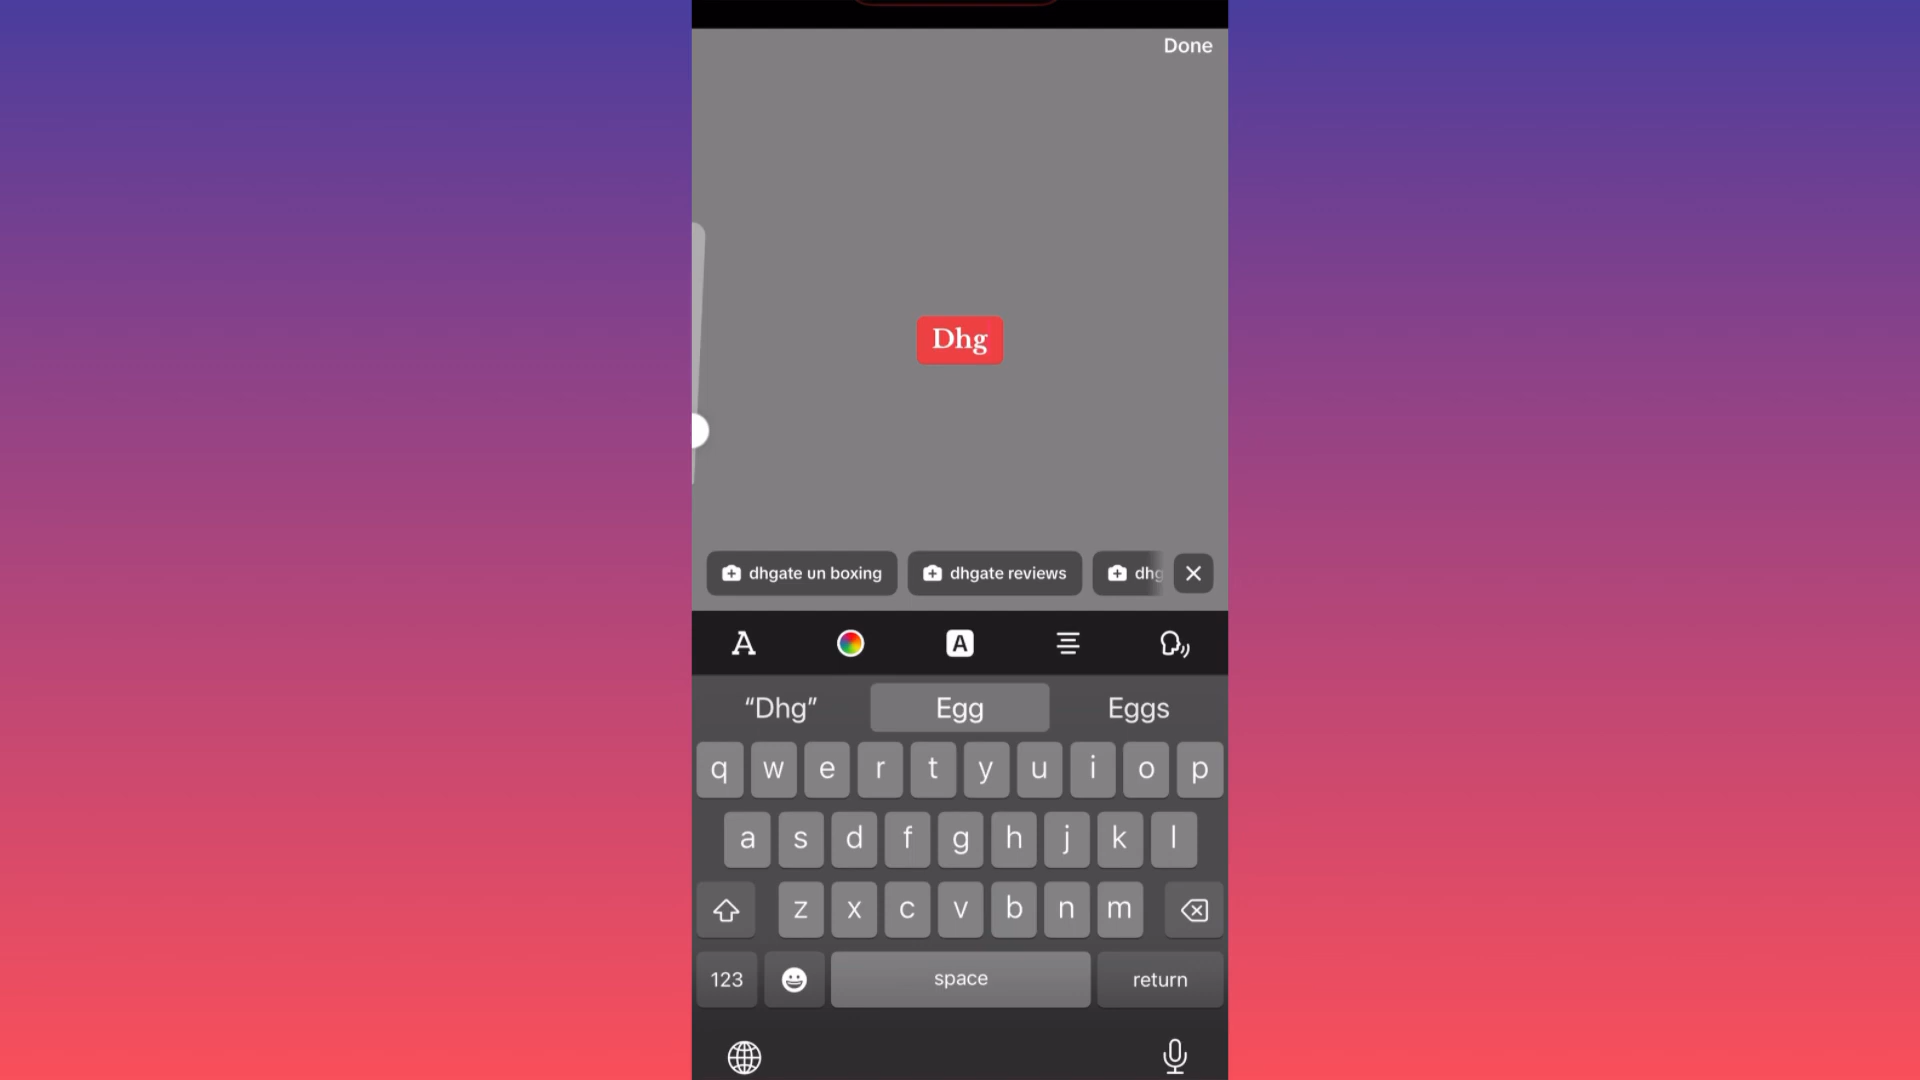 Done
Dhg
dhgate un boxing dhgate reviews dhg
A A
“Dhg” Egg Eggs
q w e r t y u i o p
a s d f g h j k l
z x c v b n m
123 space return